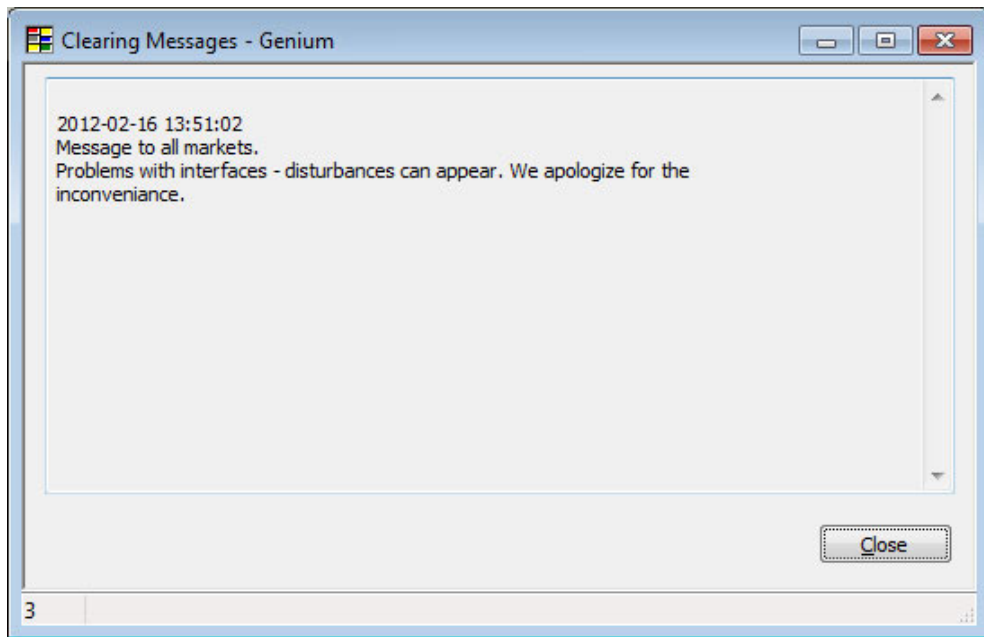 Clearing Messages - Genium
2012-02-16 13:51:02
Message to all markets.
Problems with interfaces - disturbances can appear. We apologize for the
inconveniance.
Close
3